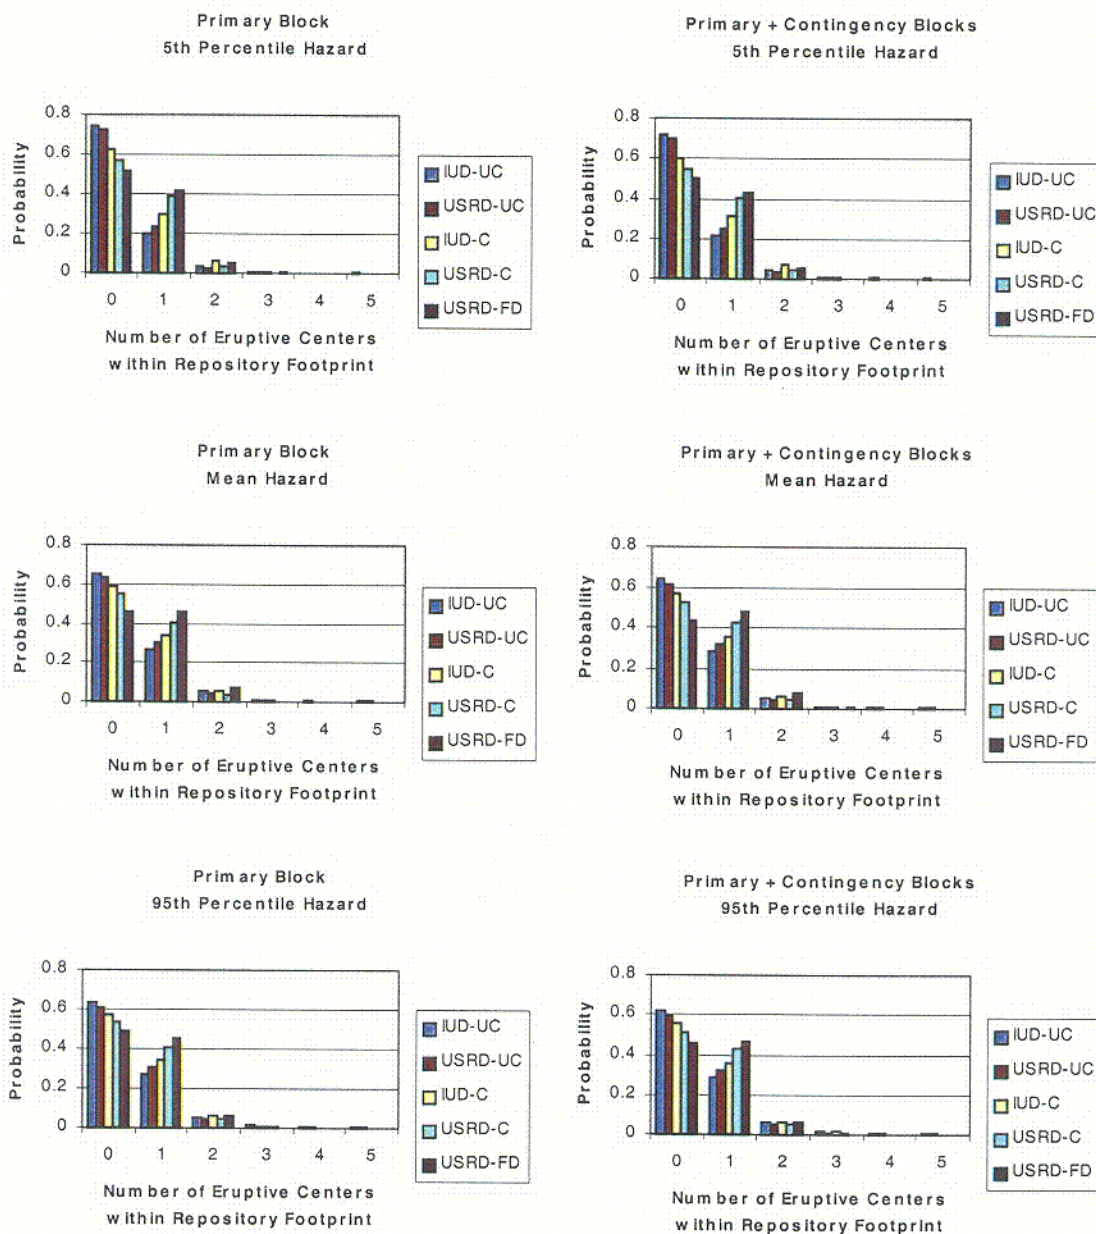 Primary Block
5th Percentile Hazard
0.8
0.6
0.4
0.2
0
Probability
0 1 2 3 4 5
Number of Eruptive Centers
within Repository Footprint
IUD-UC
USRD-UC
IUD-C
USRD-C
USRD-FD
Primary + Contingency Blocks
5th Percentile Hazard
0.8
0.6
0.4
0.2
0
Probability
0 1 2 3 4 5
Number of Eruptive Centers
within Repository Footprint
IUD-UC
USRD-UC
IUD-C
USRD-C
USRD-FD
Primary Block
Mean Hazard
0.8
0.6
0.4
0.2
0
Probability
0 1 2 3 4 5
Number of Eruptive Centers
within Repository Footprint
IUD-UC
USRD-UC
IUD-C
USRD-C
USRD-FD
Primary + Contingency Blocks
Mean Hazard
0.8
0.6
0.4
0.2
0
Probability
0 1 2 3 4 5
Number of Eruptive Centers
within Repository Footprint
IUD-UC
USRD-UC
IUD-C
USRD-C
USRD-FD
Primary Block
95th Percentile Hazard
0.8
0.6
0.4
0.2
0
Probability
0 1 2 3 4 5
Number of Eruptive Centers
within Repository Footprint
IUD-UC
USRD-UC
IUD-C
USRD-C
USRD-FD
Primary + Contingency Blocks
95th Percentile Hazard
0.8
0.6
0.4
0.2
0
Probability
0 1 2 3 4 5
Number of Eruptive Centers
within Repository Footprint
IUD-UC
USRD-UC
IUD-C
USRD-C
USRD-FD